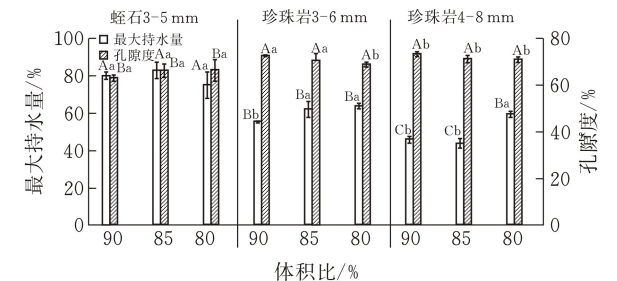 蛭石3-5 mm 珍珠岩3-6 mm 珍珠岩4-8 mm
100 80
最大持水量
孔隙度
Aa Ba Aa Ba Aa Ba
Aa Aa Ab
Bb Ba Ba
Ab Ab Ab
Cb Cb Ba
80 60
60 40
40 20
20
0 0
最大持水量/%
孔隙度/%
90 85 80 90 85 80 90 85 80
体积比/%